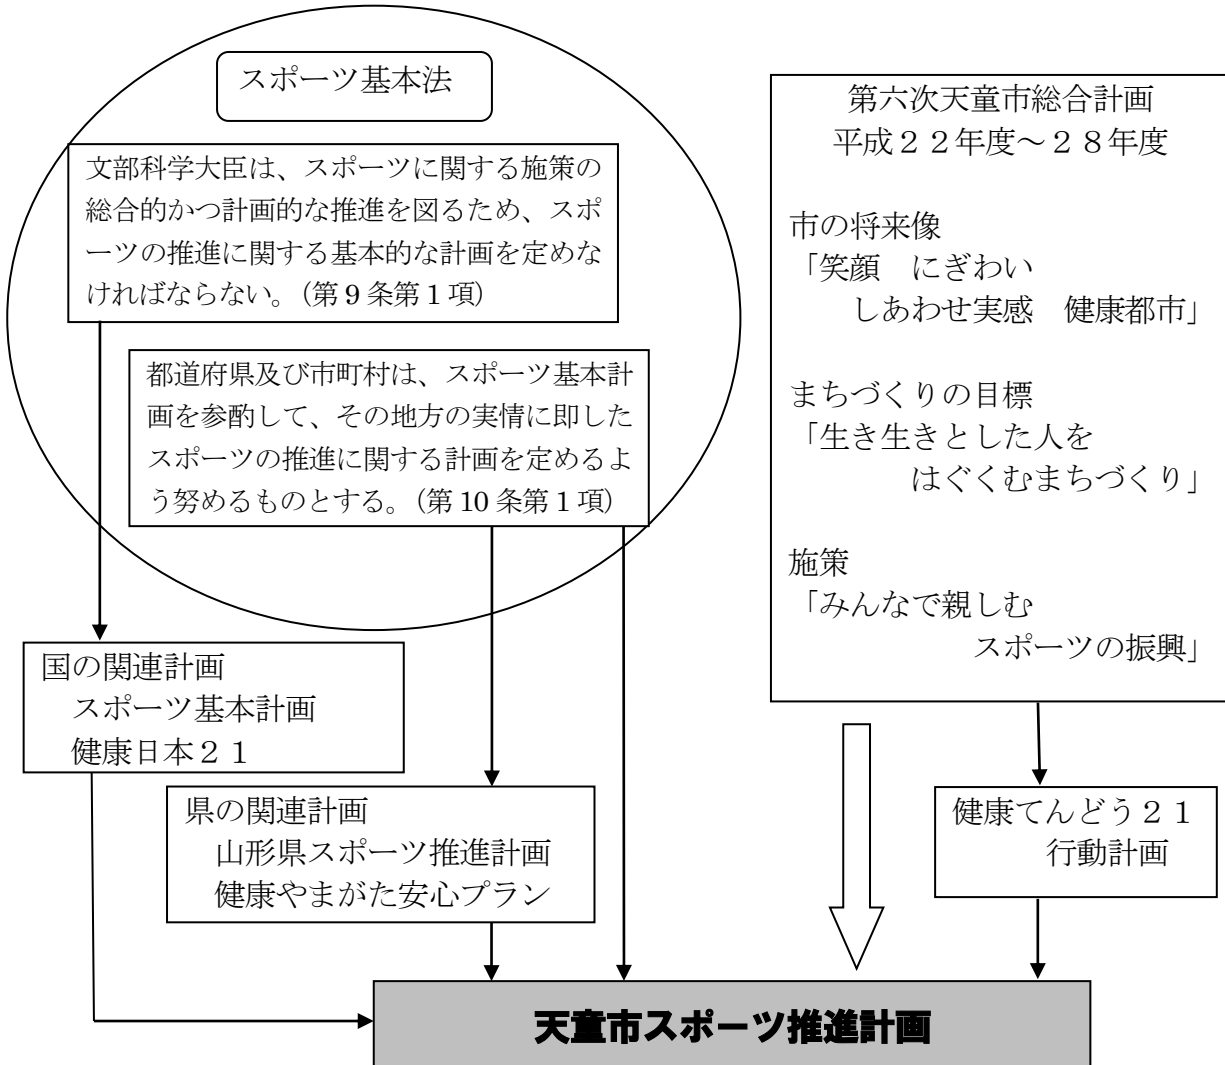 スポーツ基本法
文部科学大臣は、スポーツに関する施策の
総合的かつ計画的な推進を図るため、スポ
ーツの推進に関する基本的な計画を定めな
ければならない。（第9条第1項）
都道府県及び市町村は、スポーツ基本計
画を参酌して、その地方の実情に即した
スポーツの推進に関する計画を定めるよ
う努めるものとする。（第10条第1項）
国の関連計画
スポーツ基本計画
健康日本２１
県の関連計画
山形県スポーツ推進計画
健康やまがた安心プラン
第六次天童市総合計画
平成２２年度～２８年度
市の将来像
「笑顔　にぎわい
しあわせ実感　健康都市」
まちづくりの目標
「生き生きとした人を
はぐくむまちづくり」
施策
「みんなで親しむ
スポーツの振興」
健康てんどう２１
行動計画
天童市スポーツ推進計画